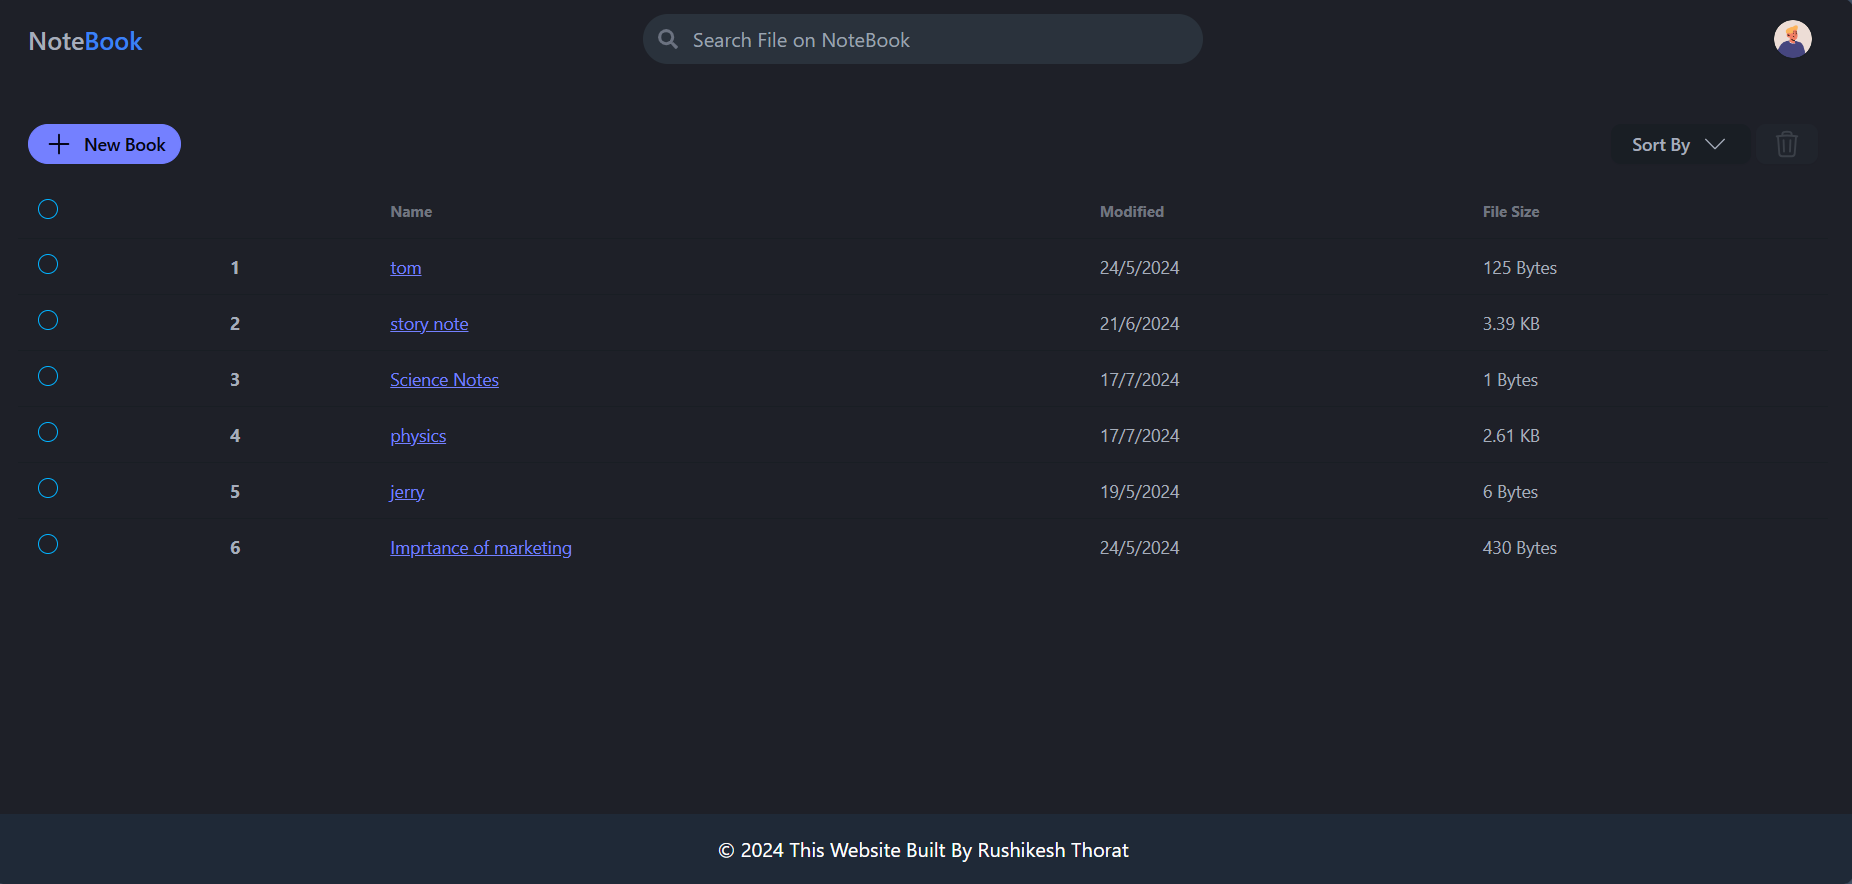 NoteBook
Search File on NoteBook
New Book
Sort By
Name Modified File Size
1 tom 24/5/2024 125 Bytes
2 story note 21/6/2024 3.39 KB
3 Science Notes 17/7/2024 1 Bytes
4 physics 17/7/2024 2.61 KB
5 jerry 19/5/2024 6 Bytes
6 Imprtance of marketing 24/5/2024 430 Bytes
© 2024 This Website Built By Rushikesh Thorat